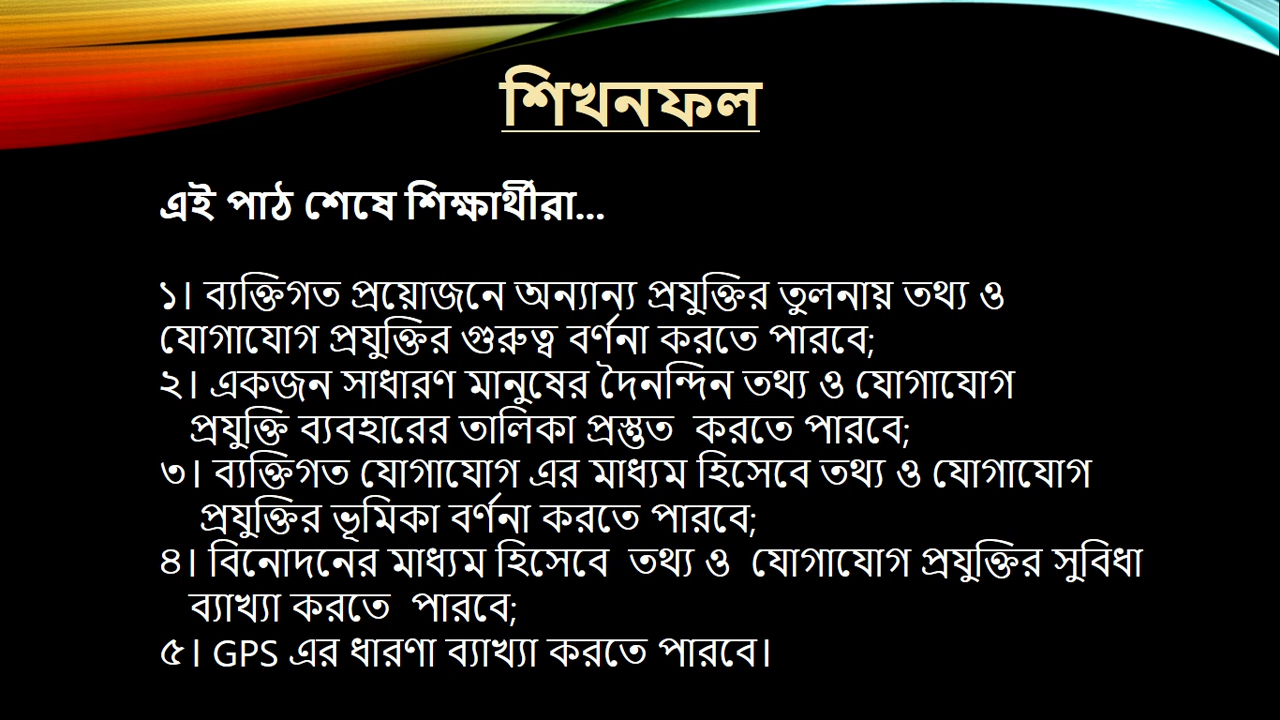 শিখনফল
এই পাঠ শেষে শিক্ষার্থীরা...
১। ব্যক্তিগত প্রয়োজনে অন্যান্য প্রযুক্তির তুলনায় তথ্য ও
যোগাযোগ প্রযুক্তির গুরুত্ব বর্ণনা করতে পারবে;
২। একজন সাধারণ মানুষের দৈনন্দিন তথ্য ও যোগাযোগ
প্রযুক্তি ব্যবহারের তালিকা প্রস্তুত করতে পারবে;
৩। ব্যক্তিগত যোগাযোগ এর মাধ্যম হিসেবে তথ্য ও যোগাযোগ
প্রযুক্তির ভূমিকা বর্ণনা করতে পারবে;
৪। বিনোদনের মাধ্যম হিসেবে তথ্য ও যোগাযোগ প্রযুক্তির সুবিধা
ব্যাখ্যা করতে পারবে;
৫। GPS এর ধারণা ব্যাখ্যা করতে পারবে।